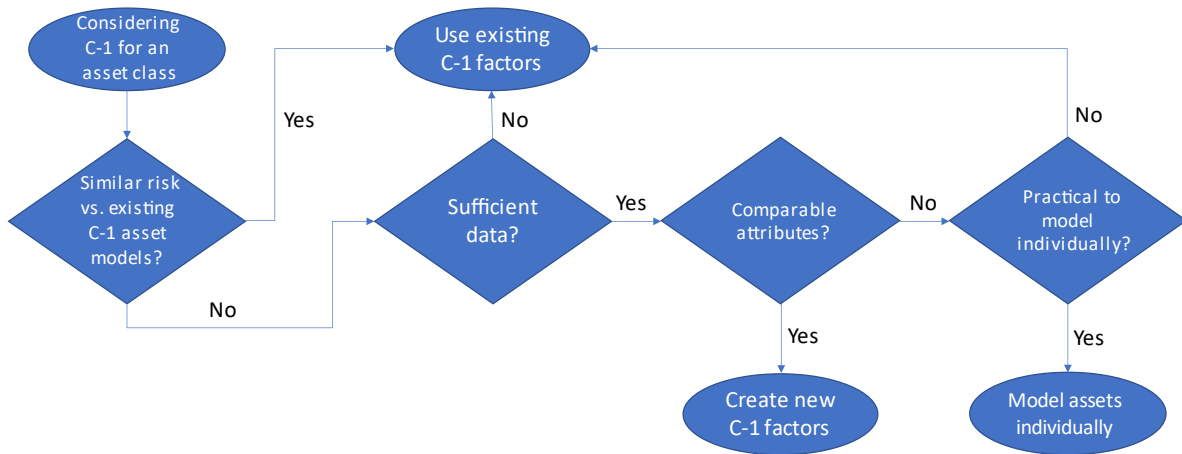 Considering
C-1 for an
asset class
Use existing
C-1 factors
Yes
No
No
Similar risk
vs. existing
C-1 asset
models?
Sufficient
data?
Yes
Comparable
attributes?
No
Practical to
model
individually?
No
Yes
Yes
Create new
C-1 factors
Model assets
individually